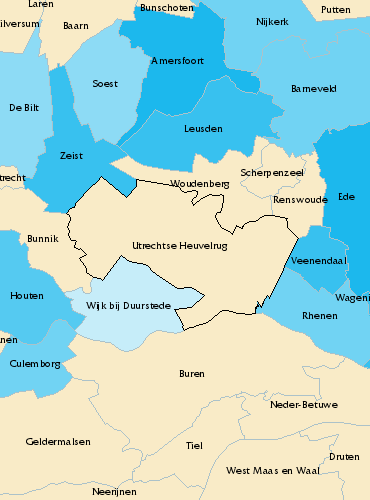 Laren
Bunschoten
Putten
ilversum
Baarn
Nijkerk
Amersfoort
Soest
Barneveld
De Bilt
Leusden
Zeist
Scherpenzeel
recht
Woudenberg
Ede
Renswoude
Bunnik
Utrechtse Heuvelrug
Veenendaal
Houten
Wijk bij Duurstede
Wageni
Rhenen
nen
Culemborg
Buren
Neder-Betuwe
Geldermalsen
Tiel
Druten
West Maas en Waal
Neerijnen